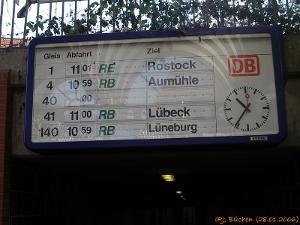 Gleis Abfahrt Ziel
1 11 01 RE Rostock
4 10 59 RB Aumühle
40 00
41 11 00 RB Lübeck
140 10 59 RB Lüneburg
DB
(R), Büchen (28.01.2006)